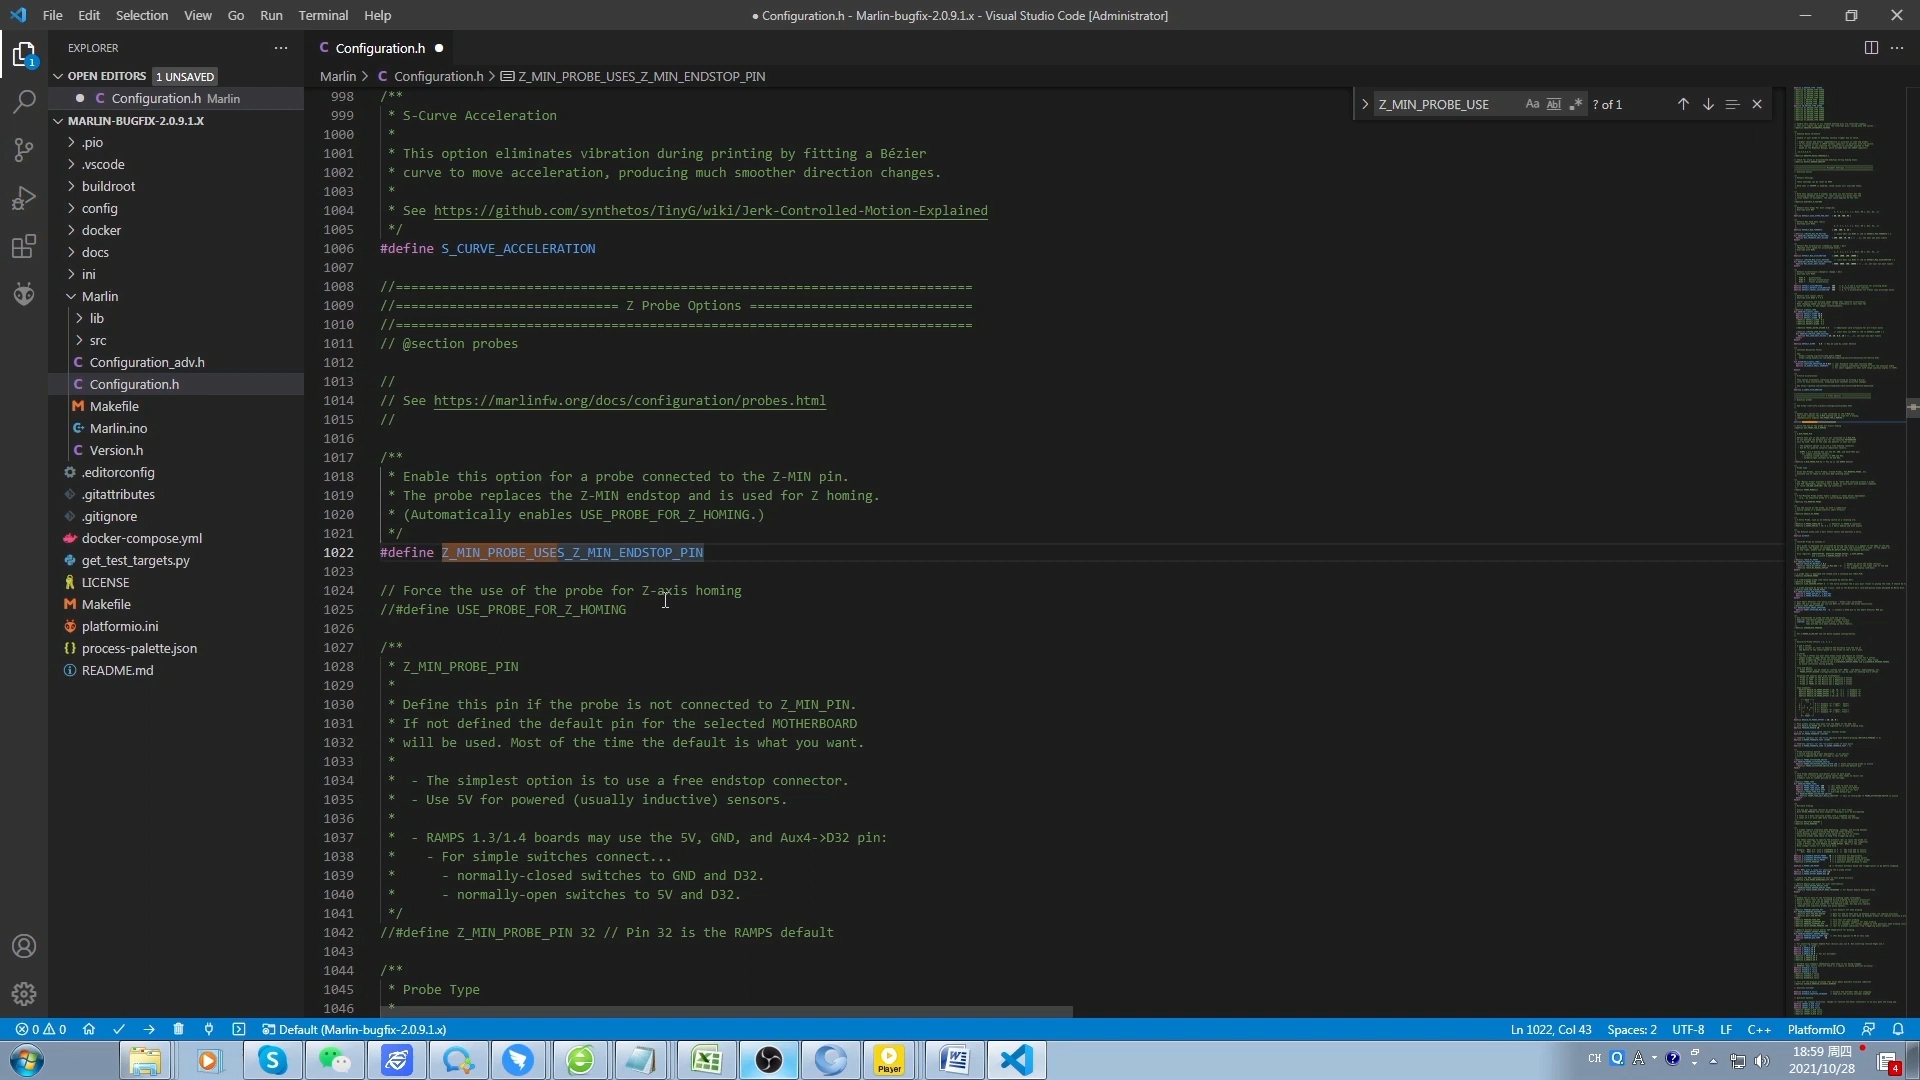 File Edit Selection View Go Run Terminal Help
● Configuration.h - Marlin-bugfix-2.0.9.1.x - Visual Studio Code [Administrator]
EXPLORER
OPEN EDITORS 1 UNSAVED
C Configuration.h Marlin
MARLIN-BUGFIX-2.0.9.1.X
.pio
.vscode
buildroot
config
docker
docs
ini
Marlin
lib
src
C Configuration_adv.h
C Configuration.h
M Makefile
Marlin.ino
C Version.h
.editorconfig
.gitattributes
.gitignore
docker-compose.yml
get_test_targets.py
LICENSE
M Makefile
platformio.ini
{} process-palette.json
README.md
C Configuration.h ●
Marlin > C Configuration.h > Z_MIN_PROBE_USES_Z_MIN_ENDSTOP_PIN
Z_MIN_PROBE_USE Aa Abl .* ? of 1
998 /**
999 * S-Curve Acceleration
1000 *
1001 * This option eliminates vibration during printing by fitting a Bézier
1002 * curve to move acceleration, producing much smoother direction changes.
1003 *
1004 * See https://github.com/synthetos/TinyG/wiki/Jerk-Controlled-Motion-Explained
1005 */
1006 #define S_CURVE_ACCELERATION
1007
1008 //===========================================================================
1009 //============================= Z Probe Options =============================
1010 //===========================================================================
1011 // @section probes
1012
1013 //
1014 // See https://marlinfw.org/docs/configuration/probes.html
1015 //
1016
1017 /**
1018 * Enable this option for a probe connected to the Z-MIN pin.
1019 * The probe replaces the Z-MIN endstop and is used for Z homing.
1020 * (Automatically enables USE_PROBE_FOR_Z_HOMING.)
1021 */
1022 #define Z_MIN_PROBE_USES_Z_MIN_ENDSTOP_PIN
1023
1024 // Force the use of the probe for Z-axis homing
1025 //#define USE_PROBE_FOR_Z_HOMING
1026
1027 /**
1028 * Z_MIN_PROBE_PIN
1029 *
1030 * Define this pin if the probe is not connected to Z_MIN_PIN.
1031 * If not defined the default pin for the selected MOTHERBOARD
1032 * will be used. Most of the time the default is what you want.
1033 *
1034 * - The simplest option is to use a free endstop connector.
1035 * - Use 5V for powered (usually inductive) sensors.
1036 *
1037 * - RAMPS 1.3/1.4 boards may use the 5V, GND, and Aux4->D32 pin:
1038 * - For simple switches connect...
1039 * - normally-closed switches to GND and D32.
1040 * - normally-open switches to 5V and D32.
1041 */
1042 //#define Z_MIN_PROBE_PIN 32 // Pin 32 is the RAMPS default
1043
1044 /**
1045 * Probe Type
1046 *
0 0 Default (Marlin-bugfix-2.0.9.1.x) Ln 1022, Col 43 Spaces: 2 UTF-8 LF C++ PlatformIO
Player
CH 18:59 周四
2021/10/28
4